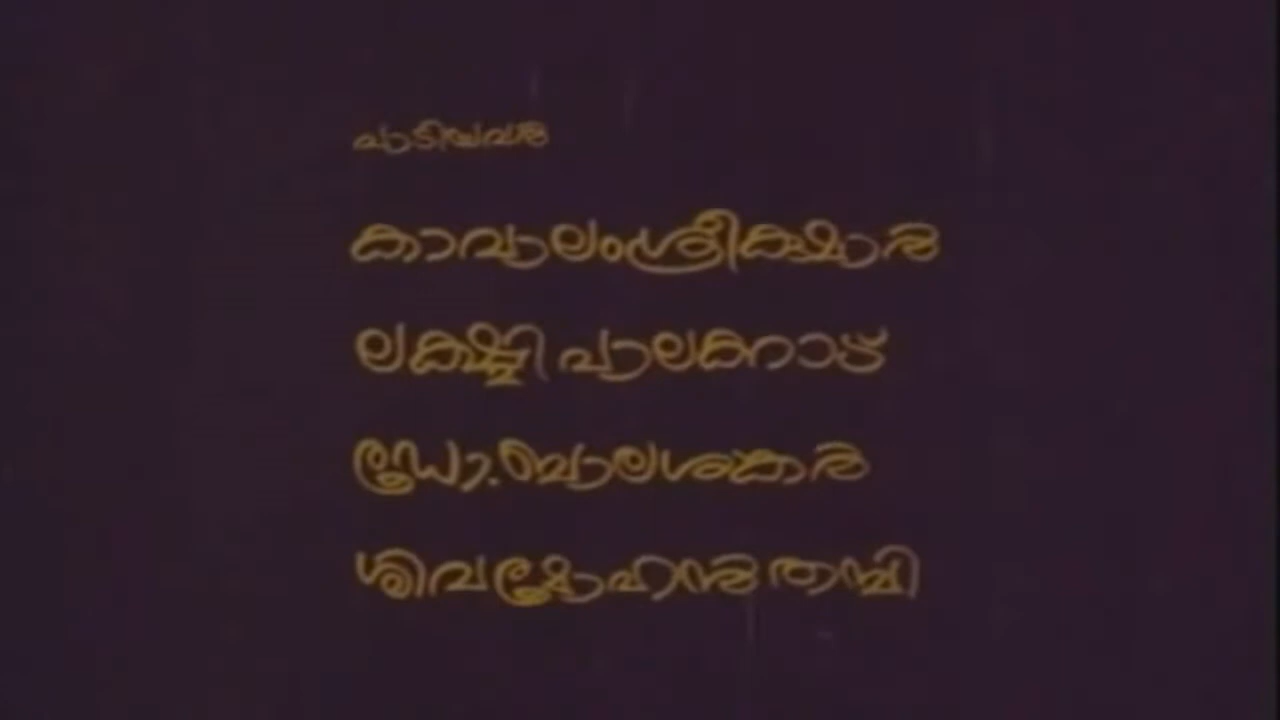 പാടിയവർ
കാവാലംശ്രീകുമാർ
ലക്ഷ്മി പാലക്കാട്
ഡോ.ബാലശങ്കർ
ശിവമോഹൻ തമ്പി